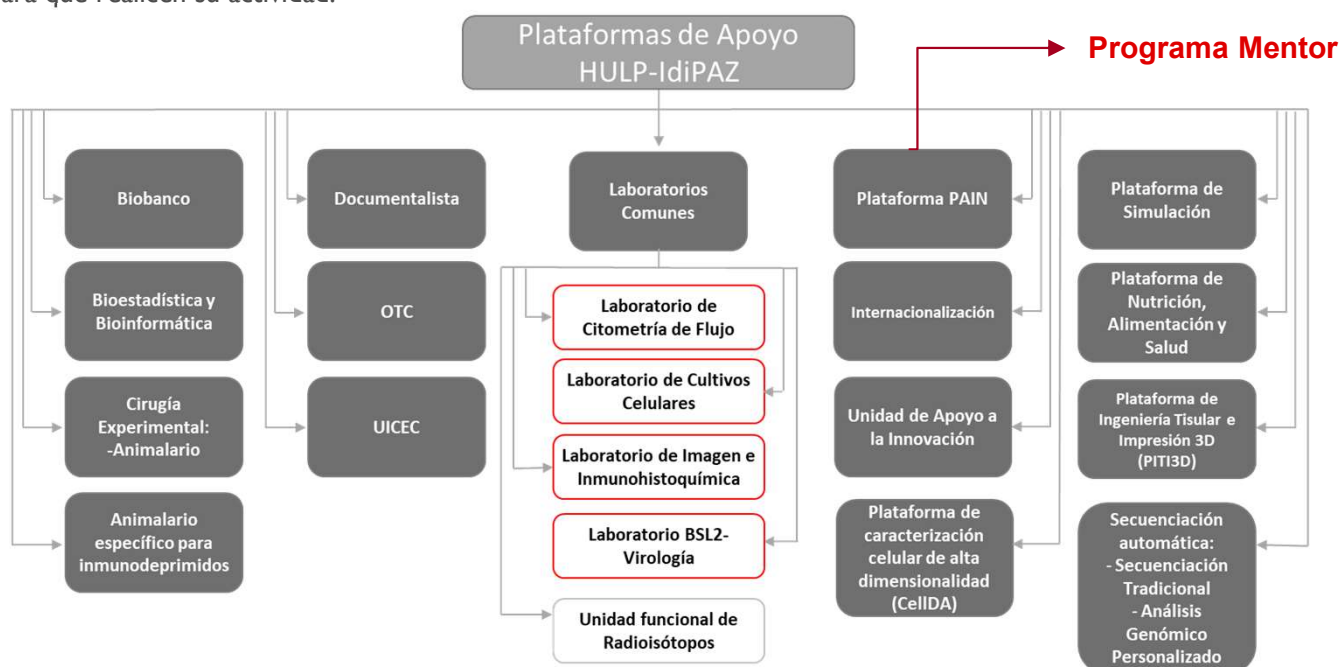 para que realicen su actividad.
Plataformas de Apoyo
HULP-IdiPAZ
Programa Mentor
Biobanco
Bioestadística y
Bioinformática
Cirugía
Experimental:
-Animalario
Animalario
específico para
inmunodeprimidos
Documentalista
OTC
UICEC
Laboratorios
Comunes
Laboratorio de
Citometría de Flujo
Laboratorio de Cultivos
Celulares
Laboratorio de Imagen e
Inmunohistoquímica
Laboratorio BSL2-
Virología
Unidad funcional de
Radioisótopos
Plataforma PAIN
Internacionalización
Unidad de Apoyo a
la Innovación
Plataforma de
caracterización
celular de alta
dimensionalidad
(CellDA)
Plataforma de
Simulación
Plataforma de
Nutrición,
Alimentación y
Salud
Plataforma de
Ingeniería Tisular e
Impresión 3D
(PITI3D)
Secuenciación
automática:
- Secuenciación
Tradicional
- Análisis
Genómico
Personalizado